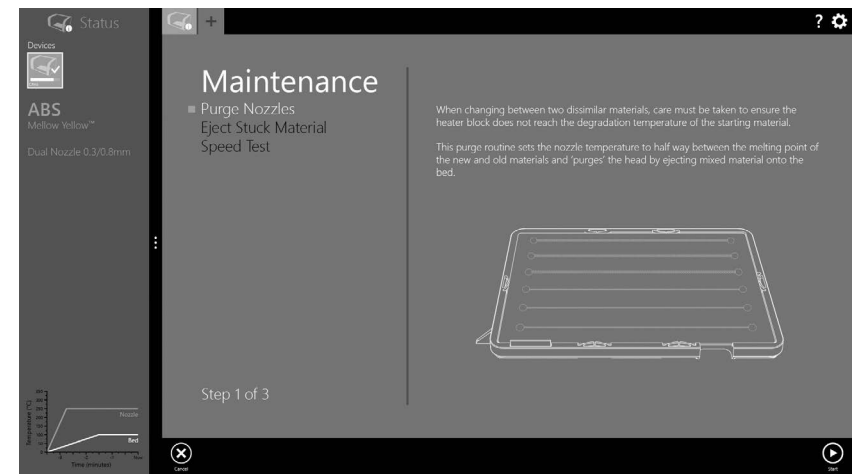 Status
?
+
Devices
ABS
Mellow Yellow™
Dual Nozzle 0.3/0.8mm
Maintenance
Purge Nozzles
Eject Stuck Material
Speed Test
Step 1 of 3
When changing between two dissimilar materials, care must be taken to ensure the
heater block does not reach the degradation temperature of the starting material.
This purge routine sets the nozzle temperature to half way between the melting point of
the new and old materials and 'purges' the head by ejecting mixed material onto the
bed.
Temperature (°C)
Nozzle
Bed
Time (minutes)
Cancel
Start